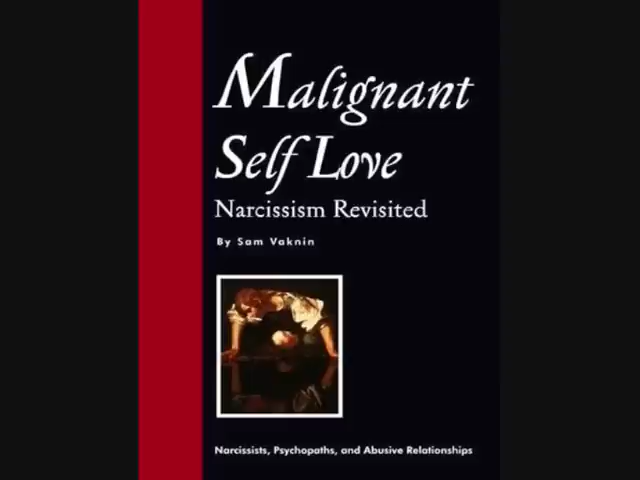 Malignant
Self Love
Narcissism Revisited
By Sam Vaknin
Narcissists, Psychopaths, and Abusive Relationships